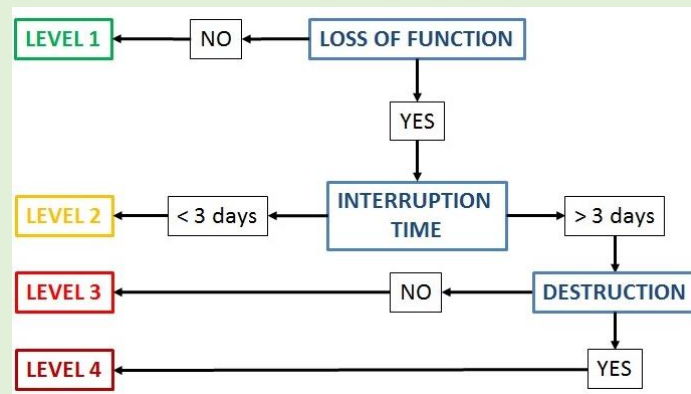 LEVEL 1
NO
LOSS OF FUNCTION
YES
LEVEL 2
< 3 days
INTERRUPTION
TIME
> 3 days
LEVEL 3
NO
DESTRUCTION
LEVEL 4
YES